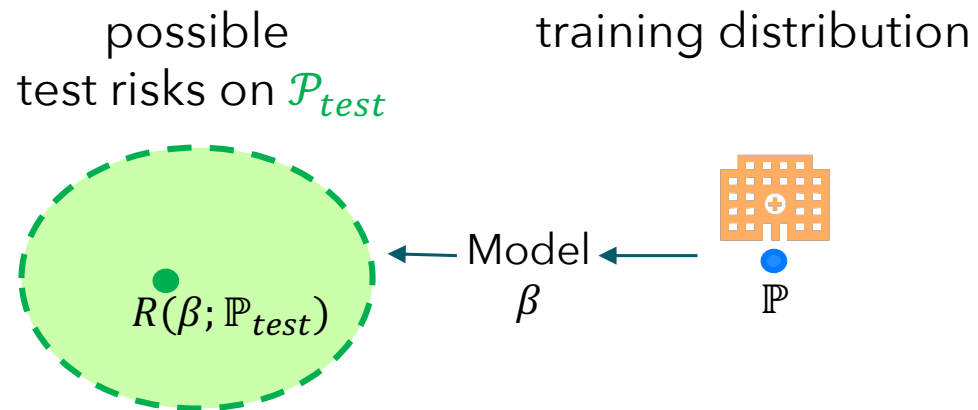 possible
test risks on 𝒫_test
training distribution
Model
β
R(β; ℙ_test)
ℙ